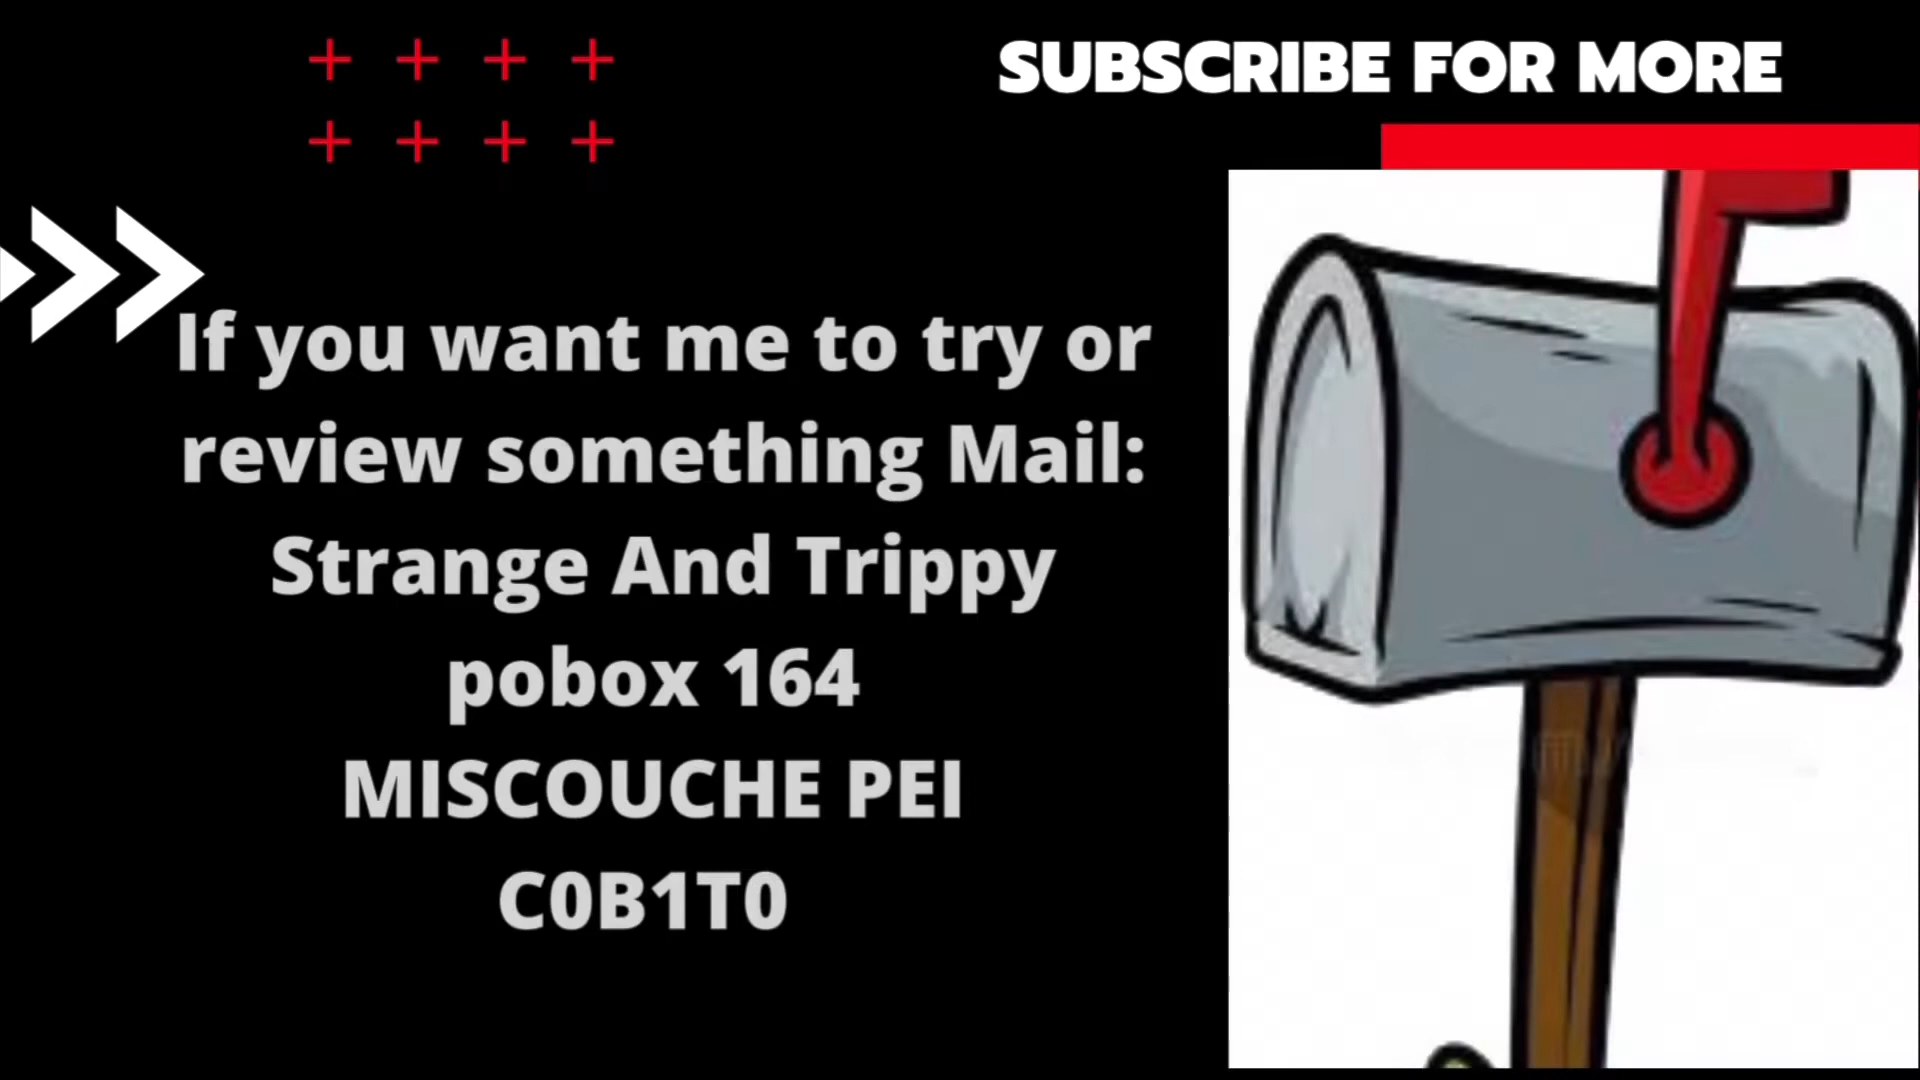 SUBSCRIBE FOR MORE
If you want me to try or
review something Mail:
Strange And Trippy
pobox 164
MISCOUCHE PEI
C0B1T0